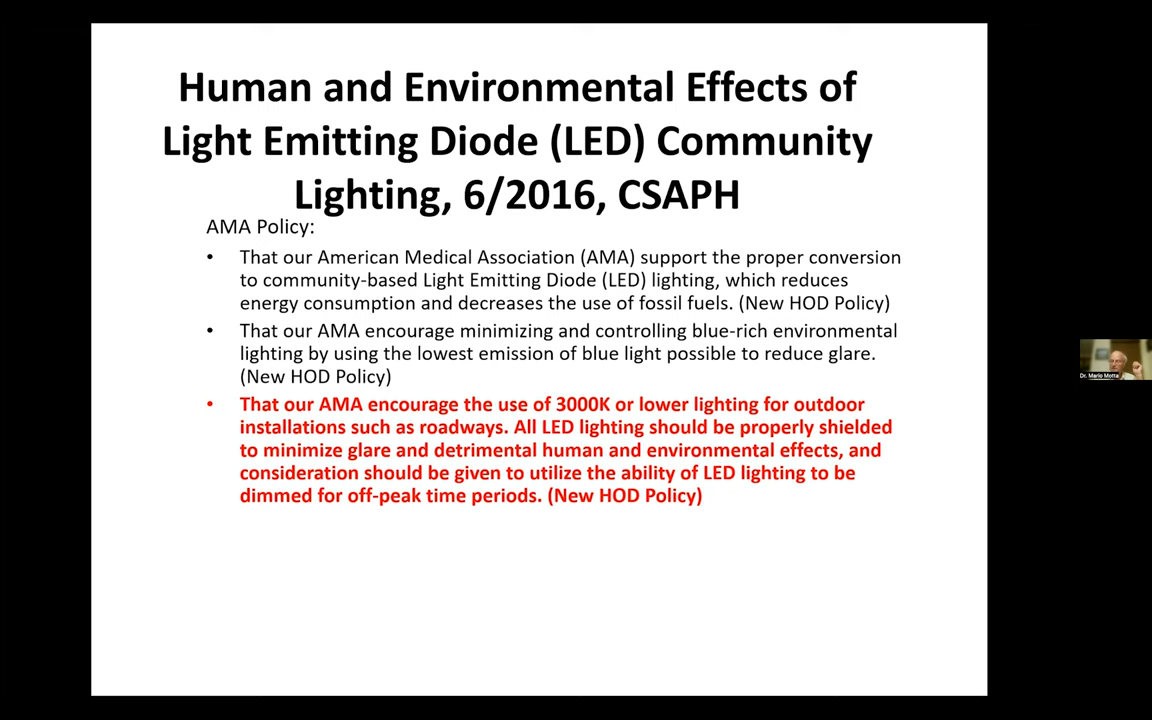 Human and Environmental Effects of
Light Emitting Diode (LED) Community
Lighting, 6/2016, CSAPH
AMA Policy:
• That our American Medical Association (AMA) support the proper conversion
to community-based Light Emitting Diode (LED) lighting, which reduces
energy consumption and decreases the use of fossil fuels. (New HOD Policy)
• That our AMA encourage minimizing and controlling blue-rich environmental
lighting by using the lowest emission of blue light possible to reduce glare.
(New HOD Policy)
• That our AMA encourage the use of 3000K or lower lighting for outdoor
installations such as roadways. All LED lighting should be properly shielded
to minimize glare and detrimental human and environmental effects, and
consideration should be given to utilize the ability of LED lighting to be
dimmed for off-peak time periods. (New HOD Policy)
Dr. Mario Motta